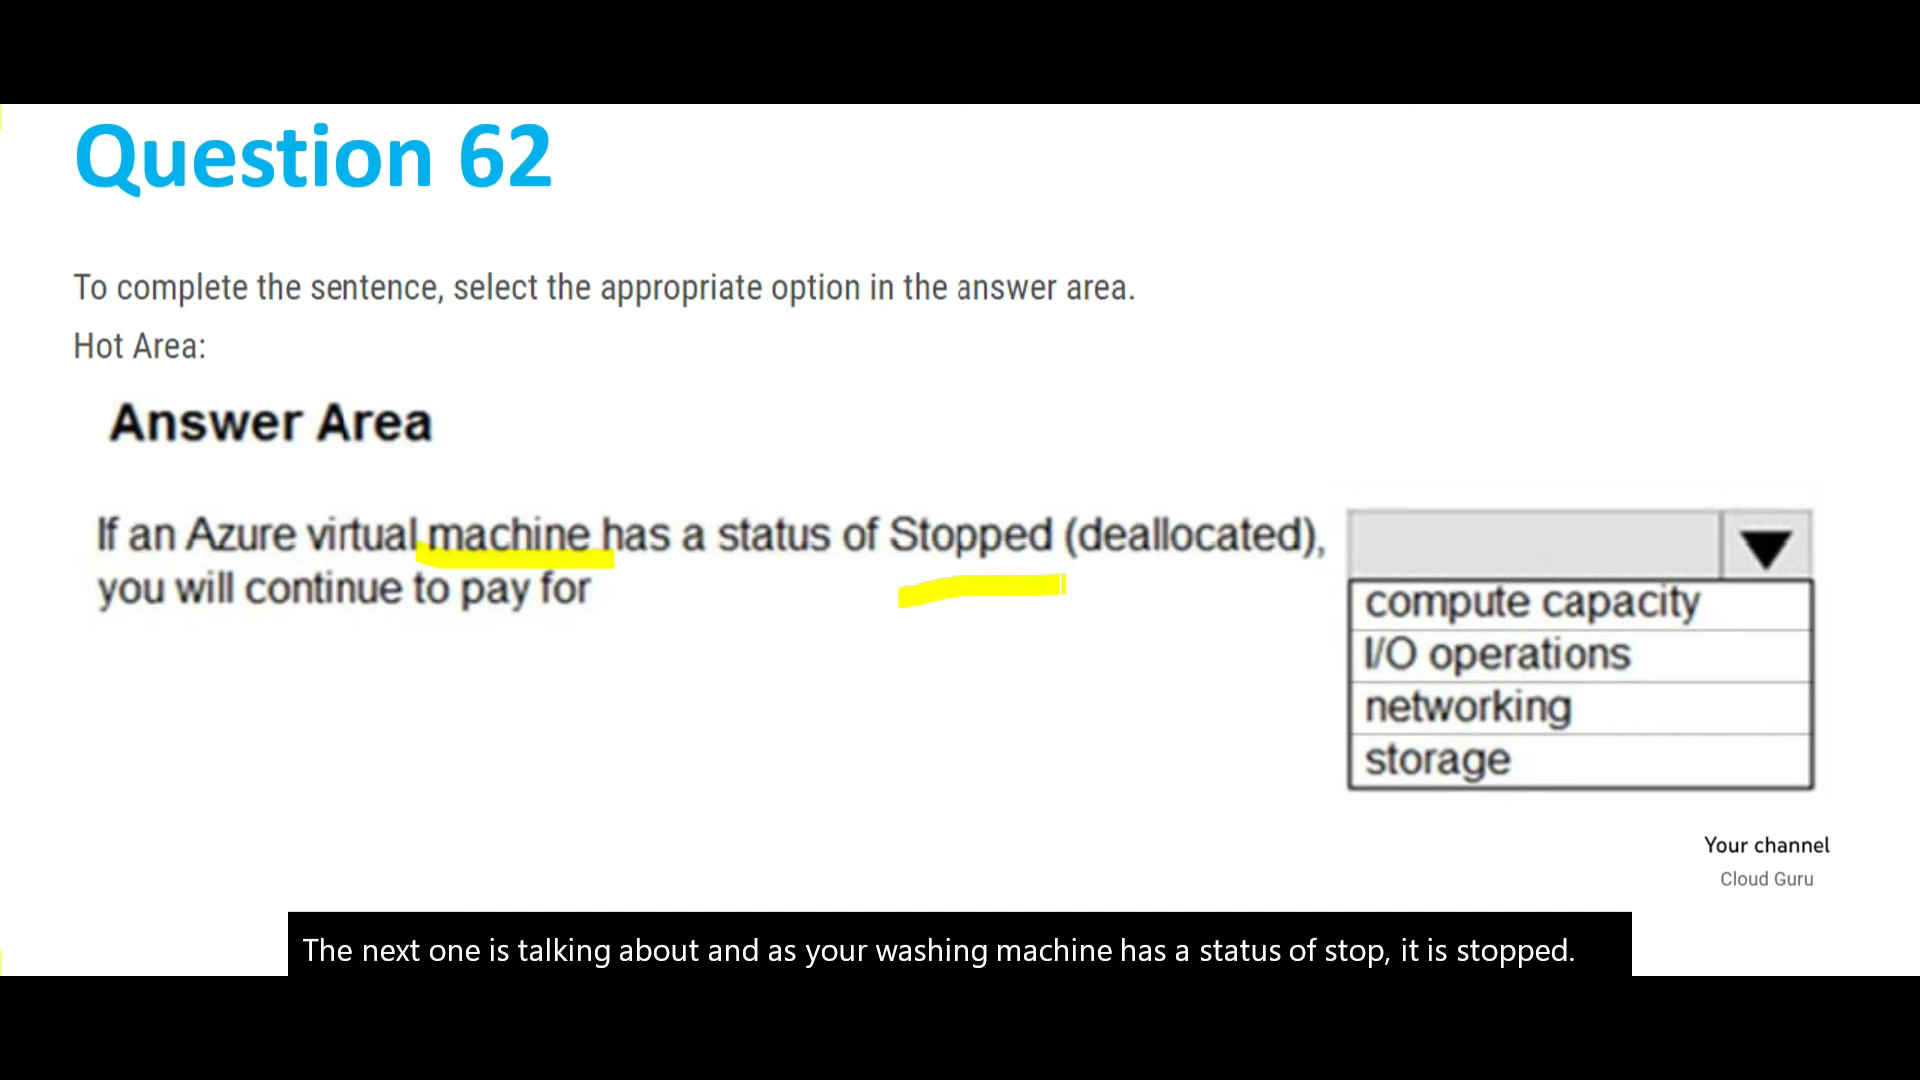 Question 62
To complete the sentence, select the appropriate option in the answer area.
Hot Area:
Answer Area
If an Azure virtual machine has a status of Stopped (deallocated),
you will continue to pay for
compute capacity
I/O operations
networking
storage
Your channel
Cloud Guru
The next one is talking about and as your washing machine has a status of stop, it is stopped.